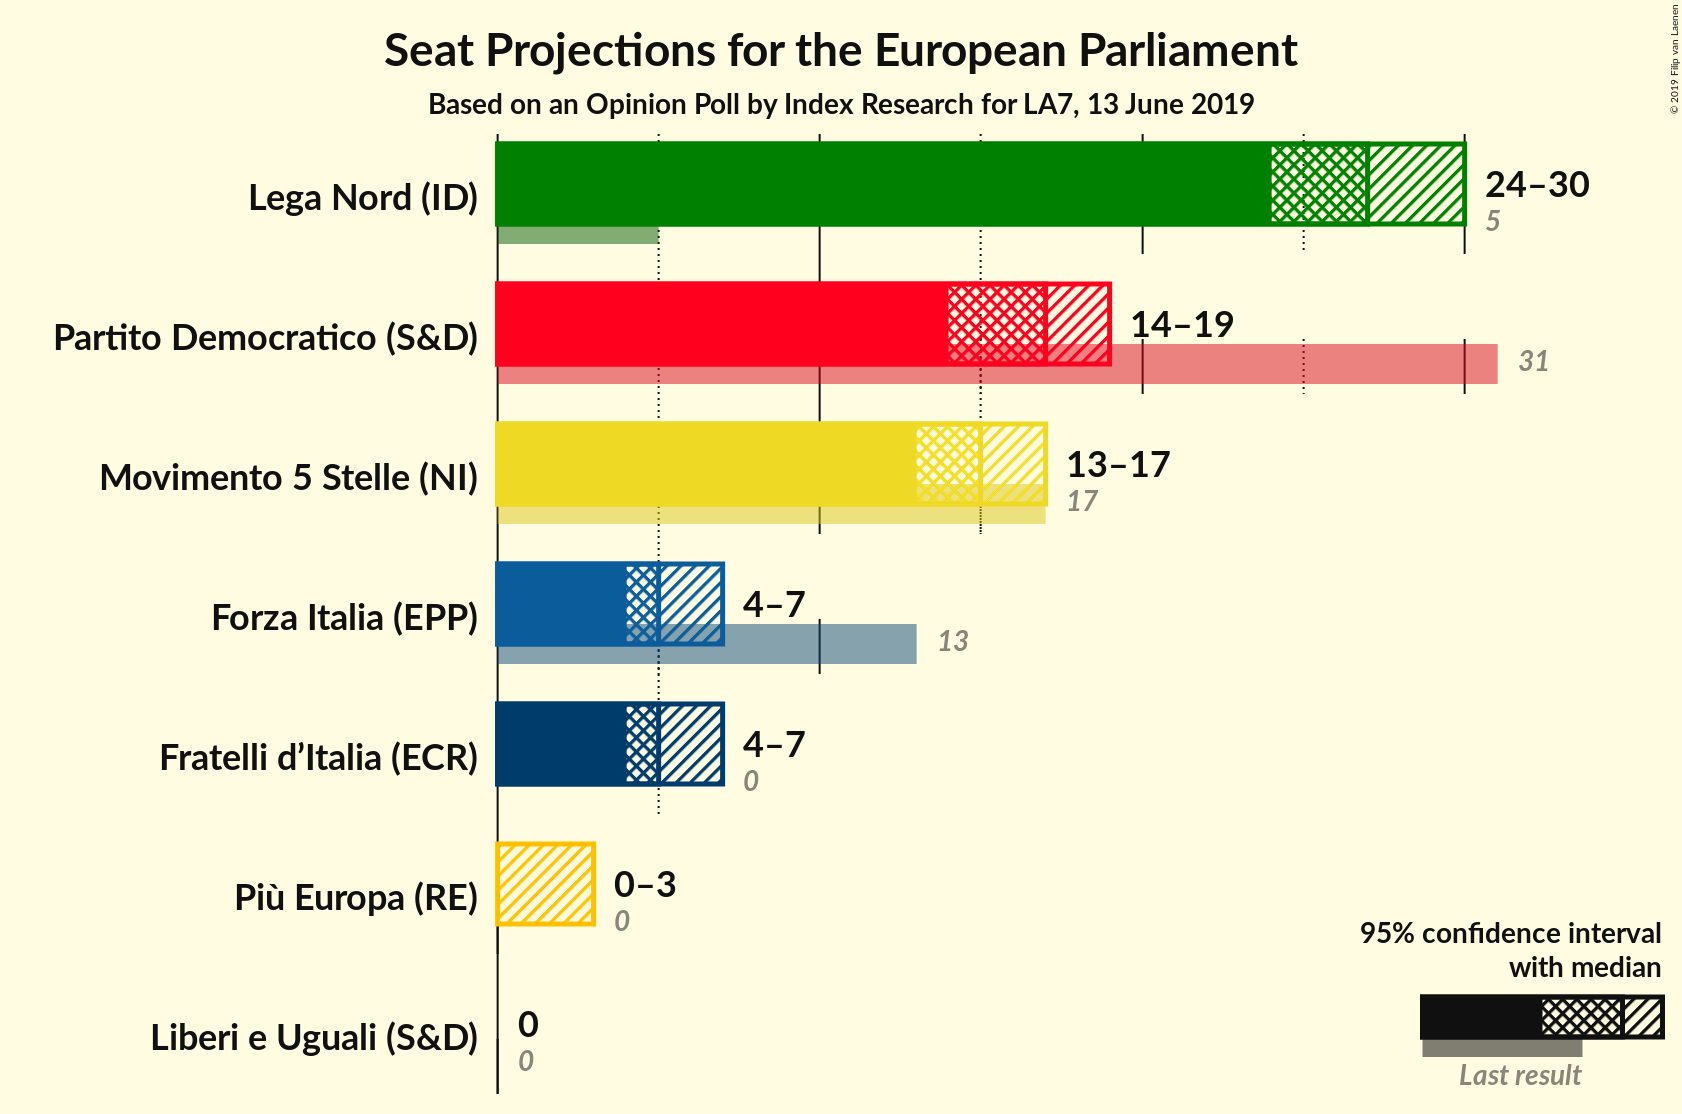 Seat Projections for the European Parliament
Based on an Opinion Poll by Index Research for LA7, 13 June 2019
© 2019 Filip van Laenen
Lega Nord (ID)
24–30
5
Partito Democratico (S&D)
14–19
31
Movimento 5 Stelle (NI)
13–17
17
Forza Italia (EPP)
4–7
13
Fratelli d’Italia (ECR)
4–7
0
Più Europa (RE)
0–3
0
Liberi e Uguali (S&D)
0
0
95% confidence interval
with median
Last result